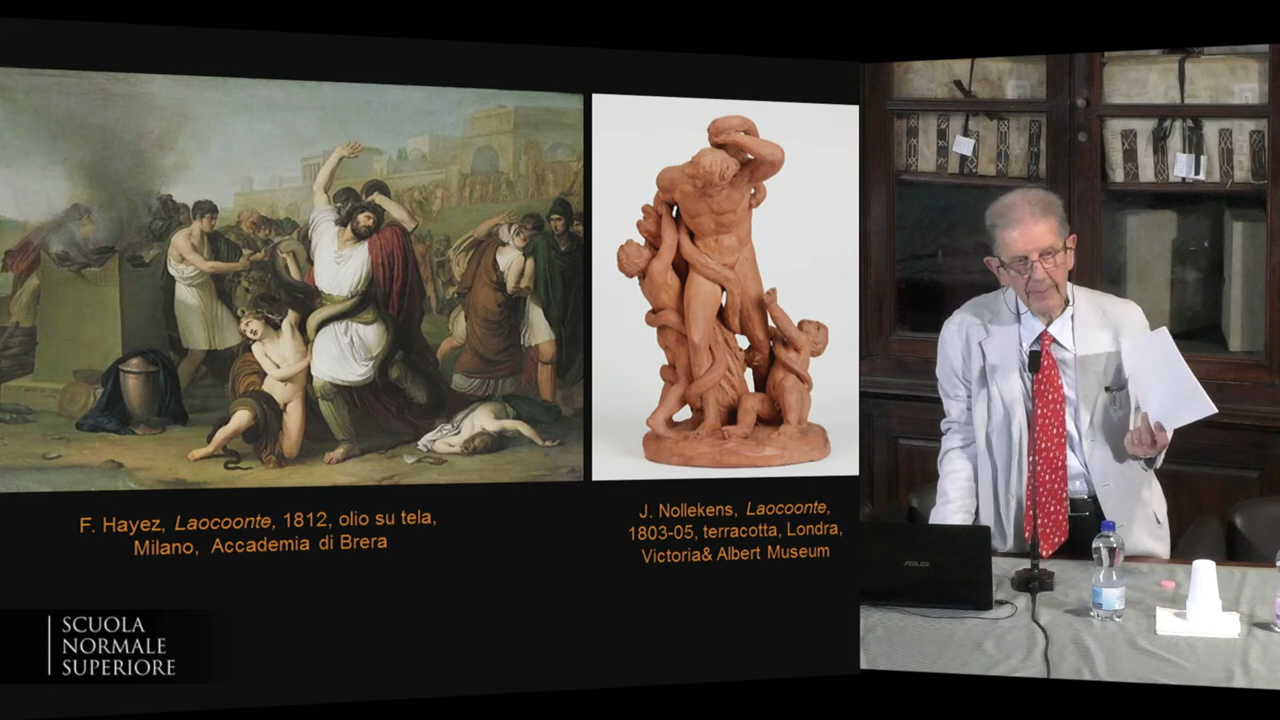 F. Hayez, Laocoonte, 1812, olio su tela,
Milano, Accademia di Brera
J. Nollekens, Laocoonte,
1803-05, terracotta, Londra,
Victoria& Albert Museum
SCUOLA
NORMALE
SUPERIORE
ASUS